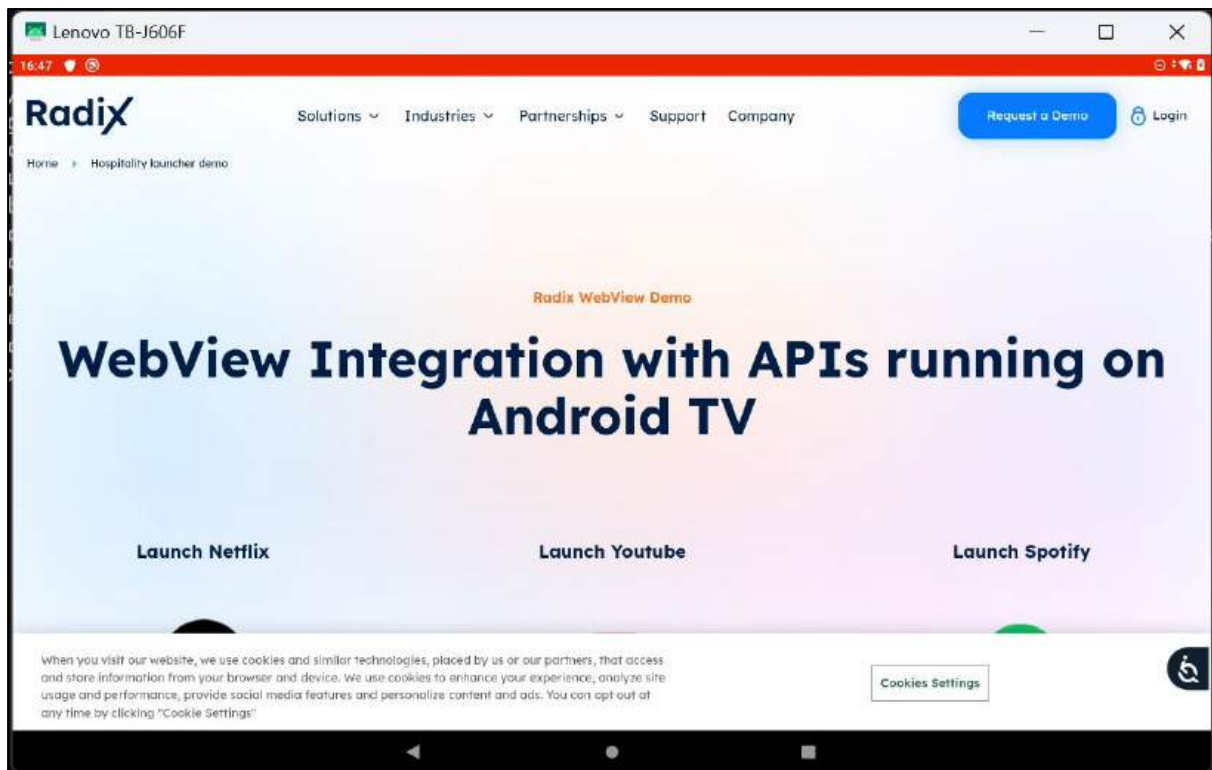 Lenovo TB-J606F
16:47
Radix
Solutions Industries Partnerships Support Company
Request a Demo
Login
Home > Hospitality launcher demo
Radix WebView Demo
WebView Integration with APIs running on
Android TV
Launch Netflix
Launch Youtube
Launch Spotify
When you visit our website, we use cookies and similar technologies, placed by us or our partners, that access
and store information from your browser and device. We use cookies to enhance your experience, analyze site
usage and performance, provide social media features and personalize content and ads. You can opt out at
any time by clicking "Cookie Settings"
Cookies Settings